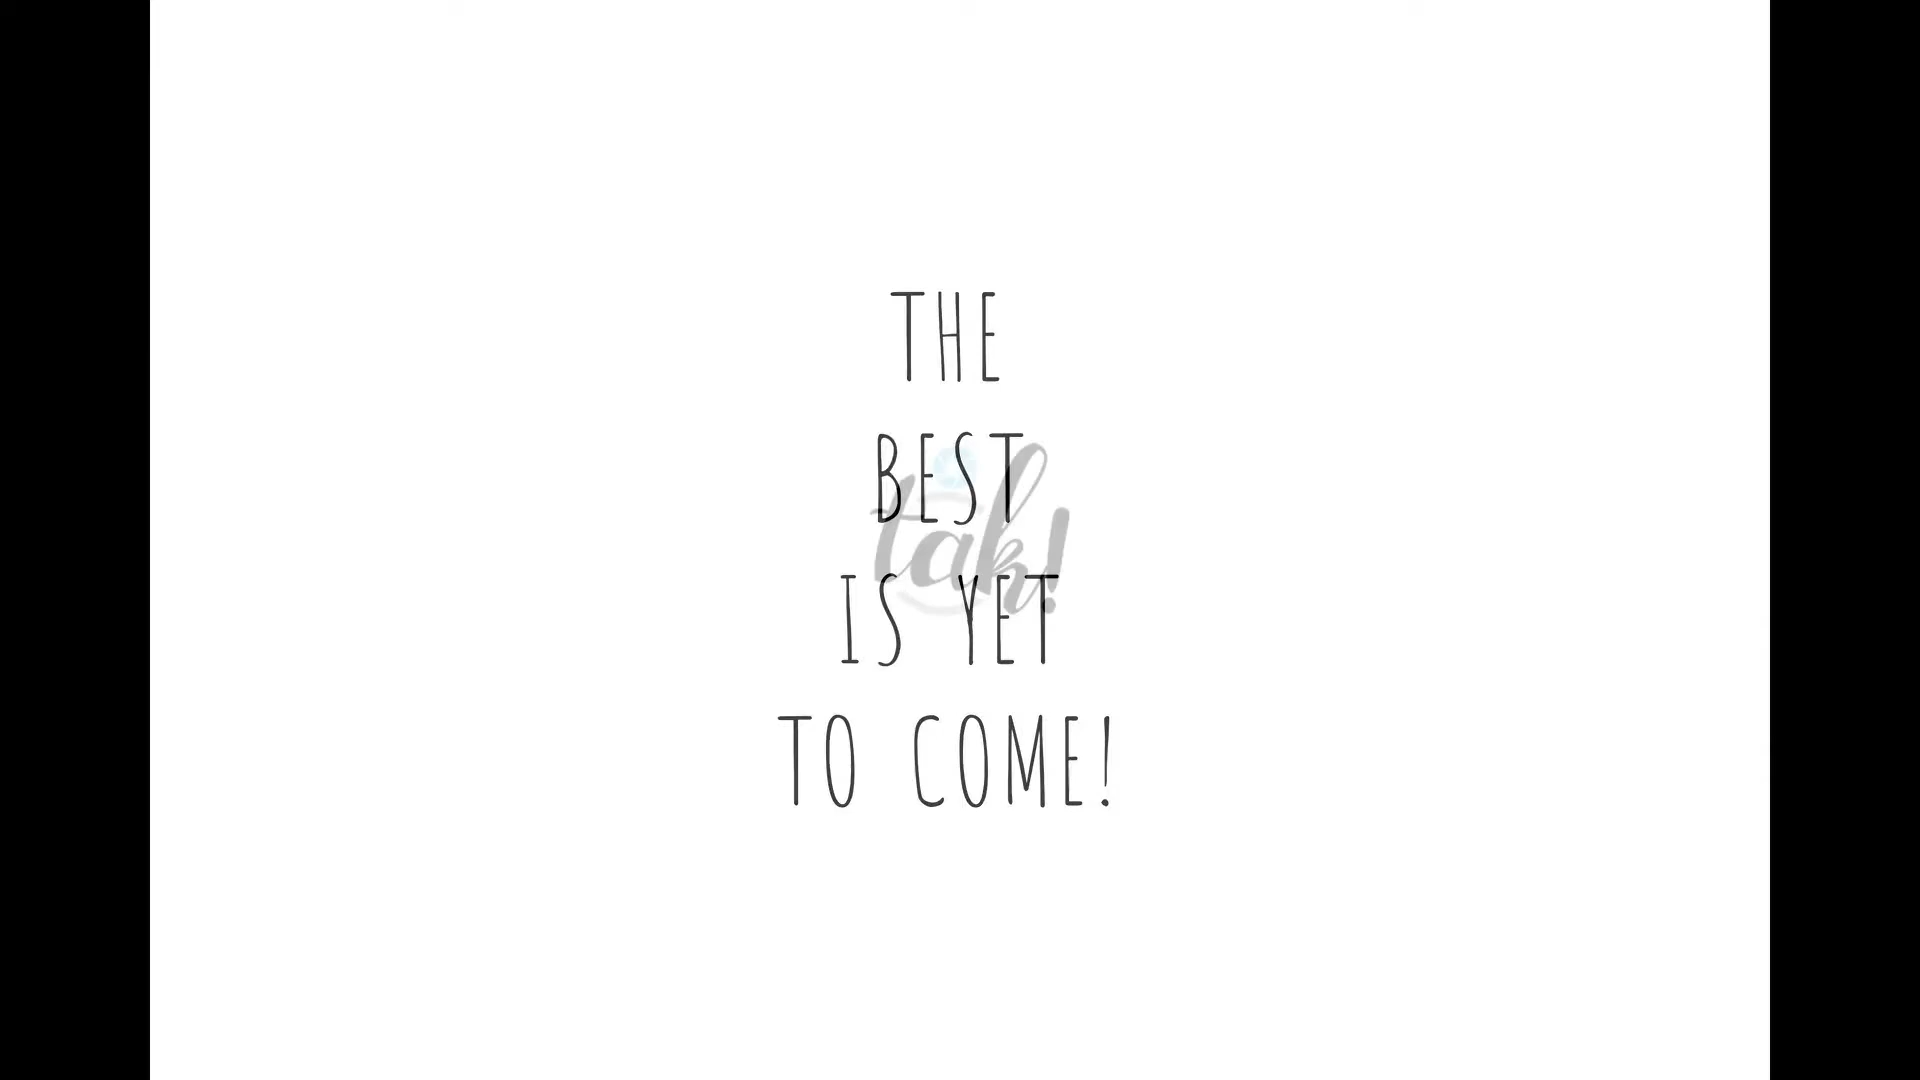 THE
BEST
tak!
IS YET
TO COME!